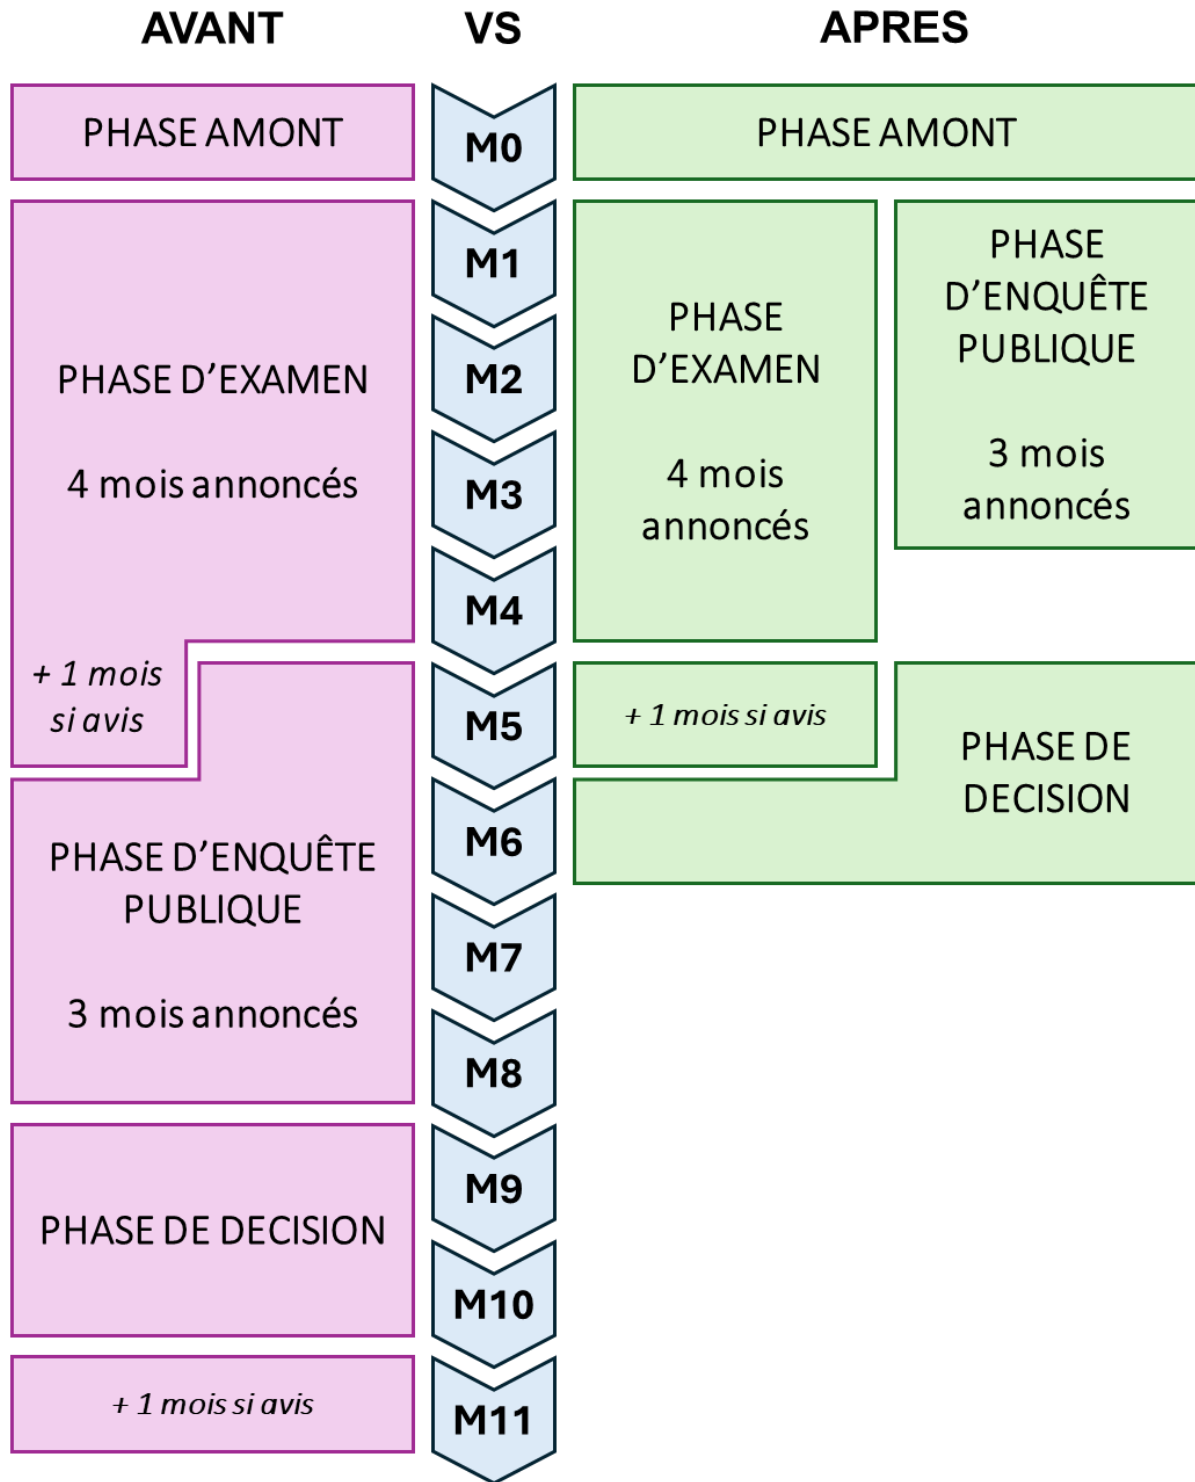 AVANT
VS
APRES
PHASE AMONT
M0
PHASE AMONT
PHASE D’EXAMEN
4 mois annoncés
+ 1 mois
si avis
PHASE D’ENQUÊTE
PUBLIQUE
3 mois annoncés
PHASE DE DECISION
+ 1 mois si avis
M1
M2
M3
M4
M5
M6
M7
M8
M9
M10
M11
PHASE
D’EXAMEN
4 mois
annoncés
PHASE
D’ENQUÊTE
PUBLIQUE
3 mois
annoncés
+ 1 mois si avis
PHASE DE
DECISION